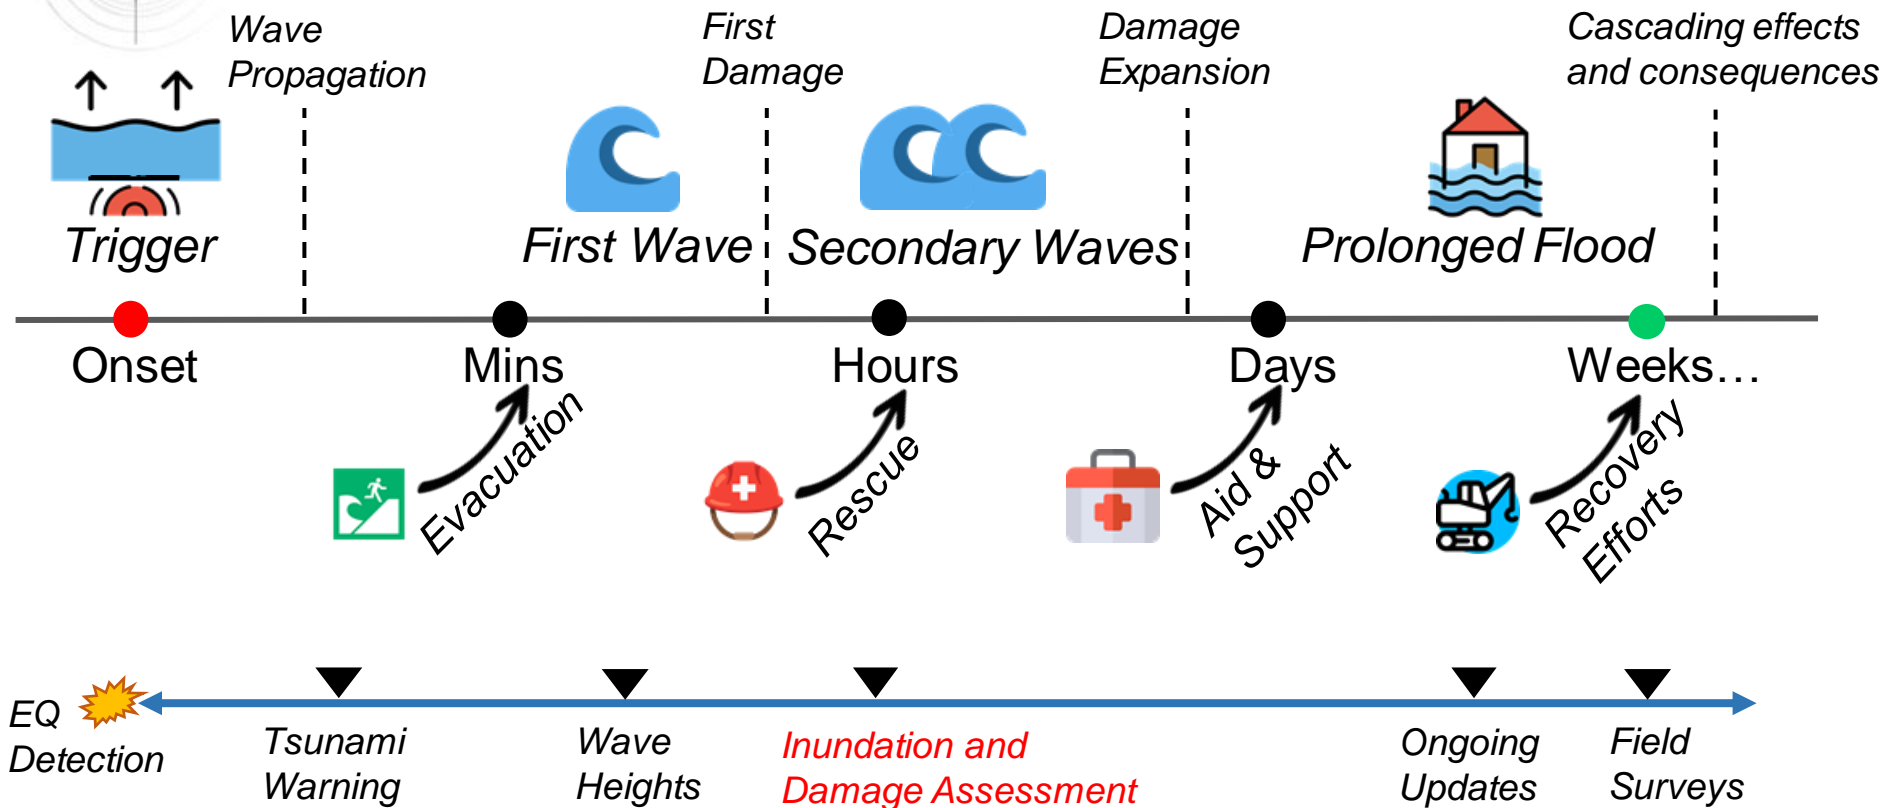 Wave
Propagation
First
Damage
Damage
Expansion
Cascading effects
and consequences
Trigger
First Wave
Secondary Waves
Prolonged Flood
Onset
Mins
Hours
Days
Weeks…
Evacuation
Rescue
Aid &
Support
Recovery
Efforts
EQ
Detection
Tsunami
Warning
Wave
Heights
Inundation and
Damage Assessment
Ongoing
Updates
Field
Surveys